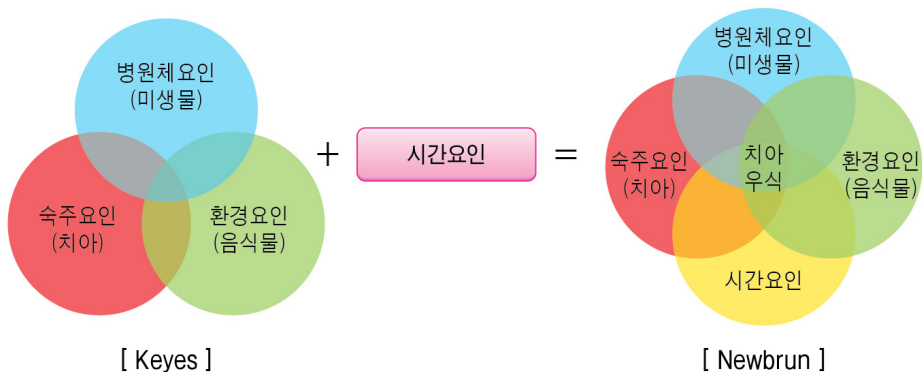 병원체요인
(미생물)
숙주요인
(치아)
환경요인
(음식물)
[ Keyes ]
+
시간요인
=
병원체요인
(미생물)
숙주요인
(치아)
치아
우식
환경요인
(음식물)
시간요인
[ Newbrun ]